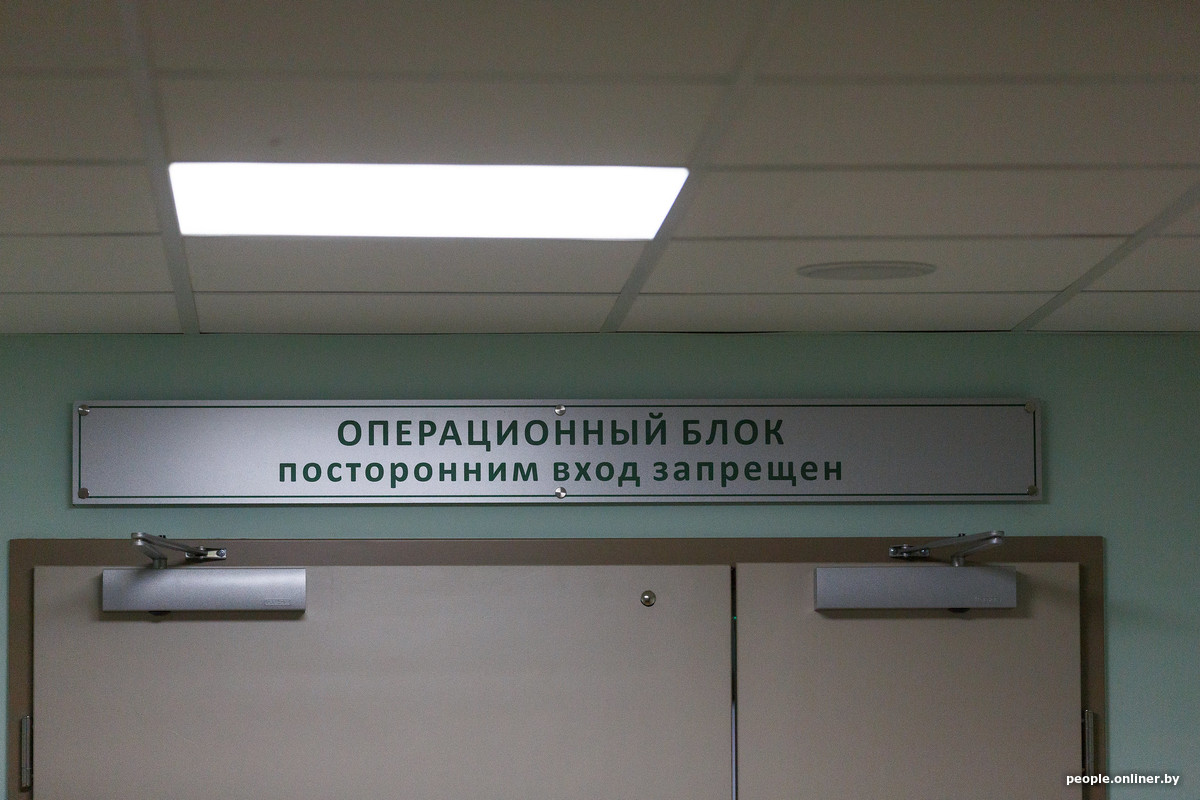 ОПЕРАЦИОННЫЙ БЛОК
посторонним вход запрещен
people.onliner.by